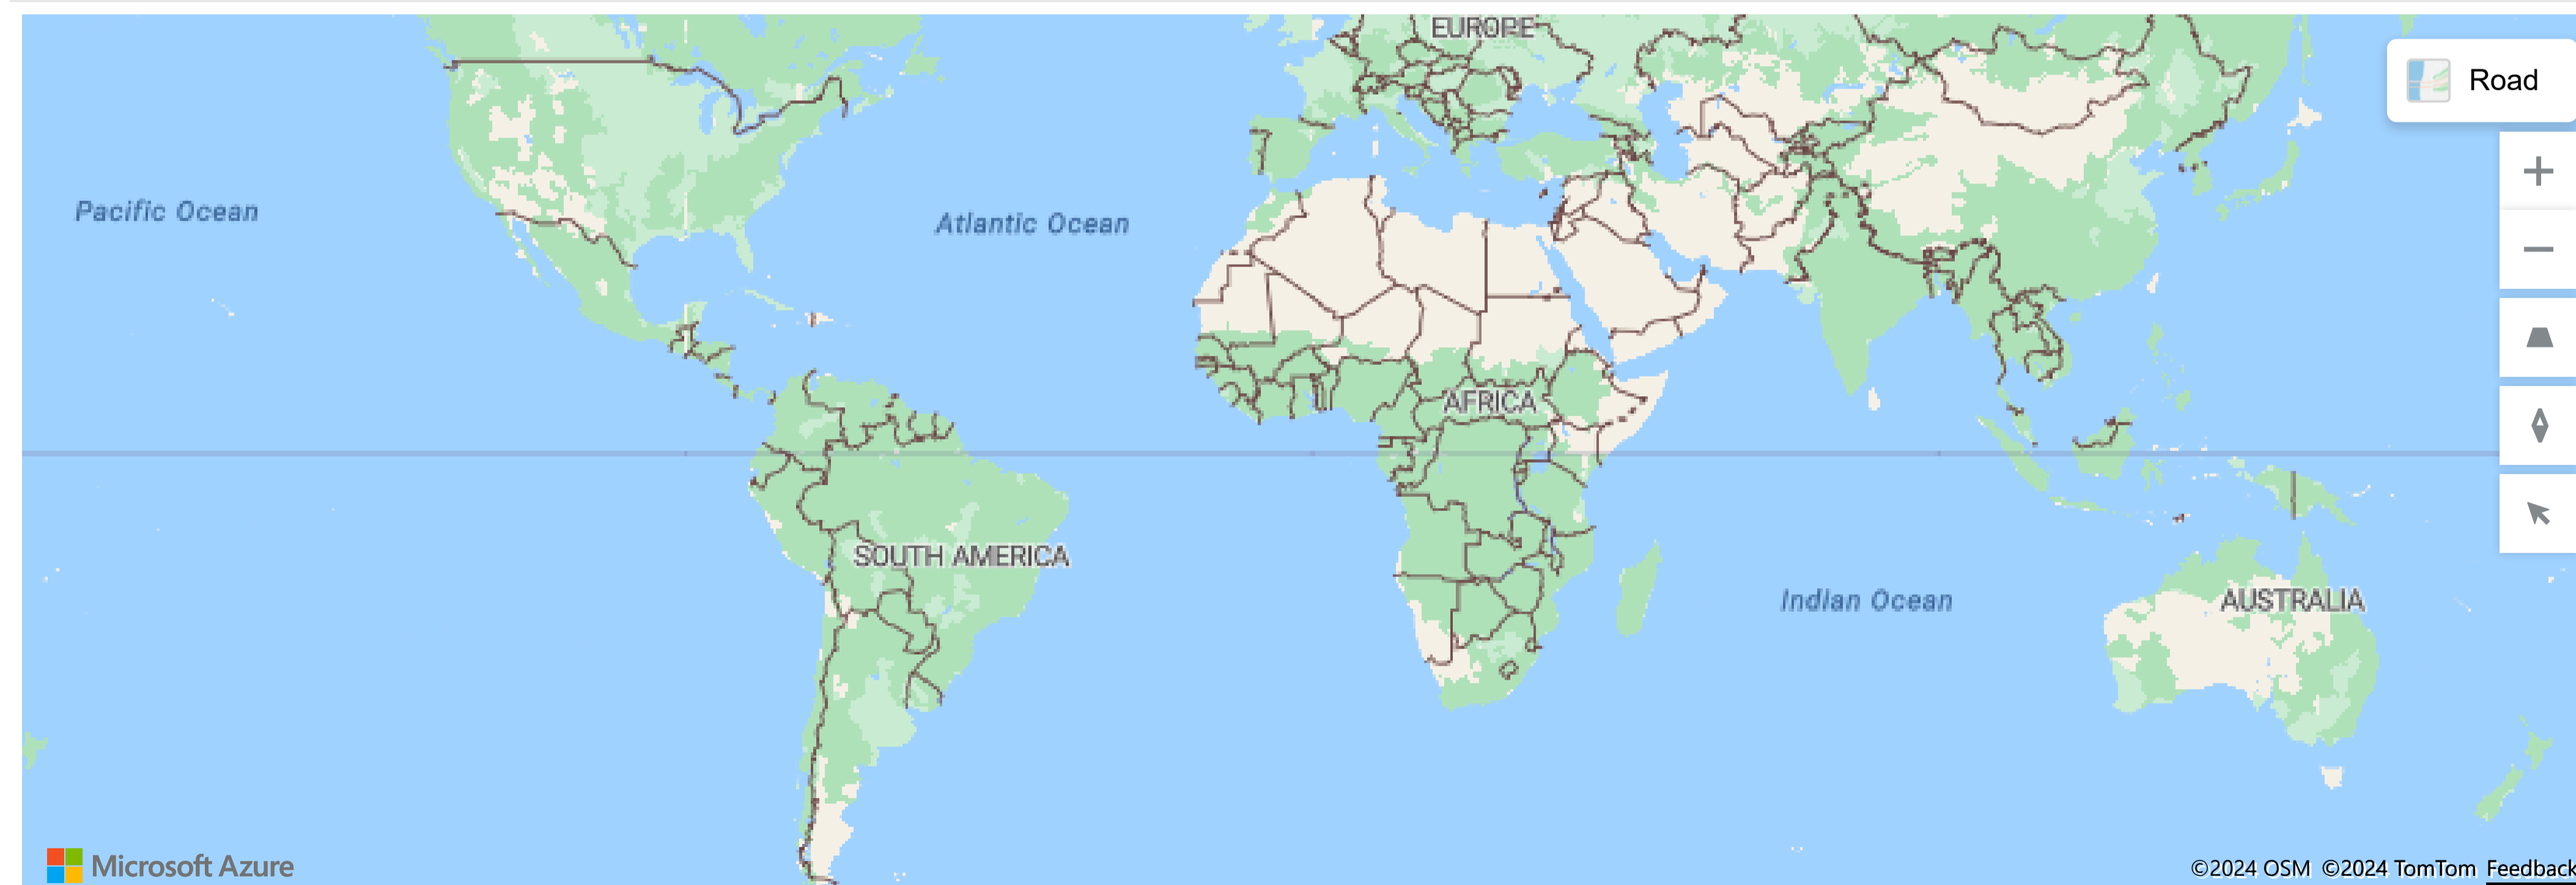 EUROPE
Road
Pacific Ocean
Atlantic Ocean
AFRICA
SOUTH AMERICA
Indian Ocean
AUSTRALIA
Microsoft Azure
©2024 OSM ©2024 TomTom Feedback